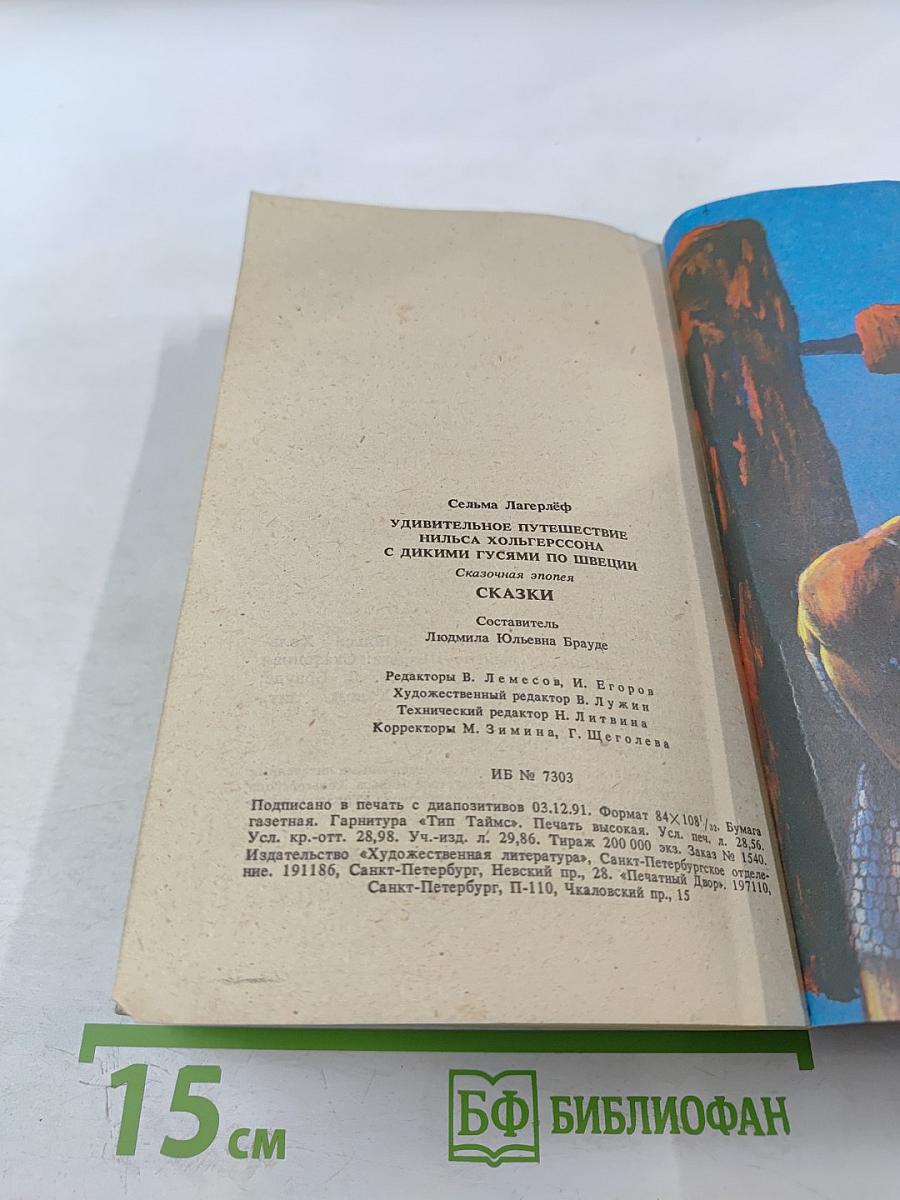 Сельма Лагерлёф
УДИВИТЕЛЬНОЕ ПУТЕШЕСТВИЕ
НИЛЬСА ХОЛЬГЕРССОНА
С ДИКИМИ ГУСЯМИ ПО ШВЕЦИИ
Сказочная эпопея
СКАЗКИ
Составитель
Людмила Юльевна Брауде
Редакторы В. Лемесов, И. Егоров
Художественный редактор В. Лужин
Технический редактор Н. Литвина
Корректоры М. Зимина, Г. Щеголева
ИБ № 7303
Подписано в печать с диапозитивов 03.12.91. Формат 84×108¹/₃₂. Бумага
газетная. Гарнитура «Тип Таймс». Печать высокая. Усл. печ. л. 28,56.
Усл. кр.-отт. 28,98. Уч.-изд. л. 29,86. Тираж 200 000 экз. Заказ № 1540.
Издательство «Художественная литература», Санкт-Петербургское отделе-
ние. 191186, Санкт-Петербург, Невский пр., 28. «Печатный Двор». 197110,
Санкт-Петербург, П-110, Чкаловский пр., 15
15 см
БФ БИБЛИОФАН